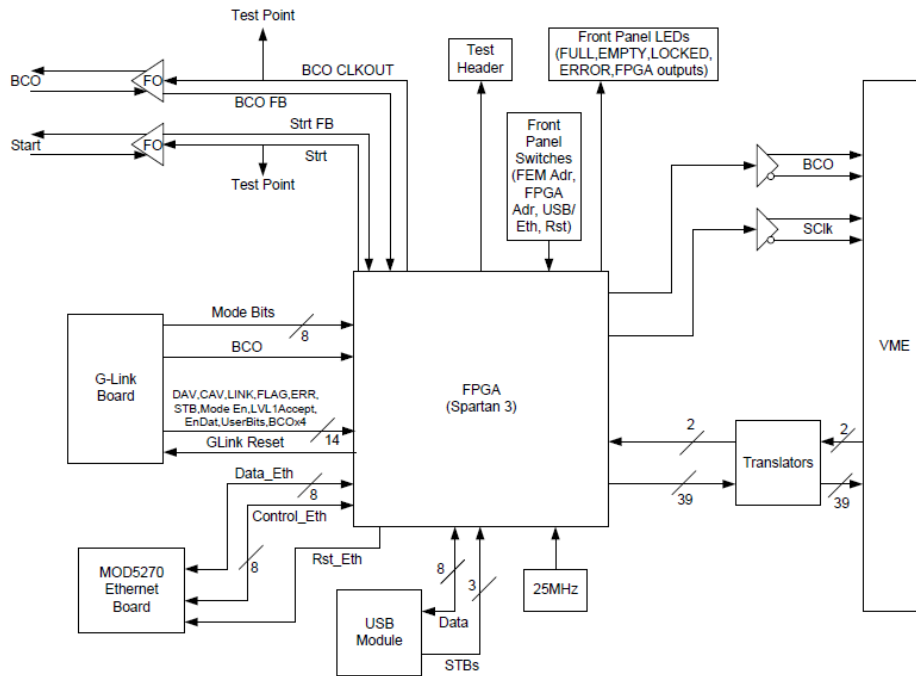 Test Point
Front Panel LEDs
(FULL,EMPTY,LOCKED,
ERROR,FPGA outputs)
Test
Header
BCO CLKOUT
BCO
FO
BCO FB
Strt FB
Start
FO
Strt
Test Point
Front
Panel
Switches
(FEM Adr,
FPGA
Adr, USB/
Eth, Rst)
BCO
SClk
VME
Mode Bits
8
BCO
G-Link
Board
DAV,CAV,LINK,FLAG,ERR,
STB,Mode En,LVL1Accept,
EnDat,UserBits,BCOx4
14
GLink Reset
FPGA
(Spartan 3)
2
2
Translators
39
39
Data_Eth
8
Control_Eth
8
Rst_Eth
MOD5270
Ethernet
Board
8
3
25MHz
USB
Module
Data
STBs